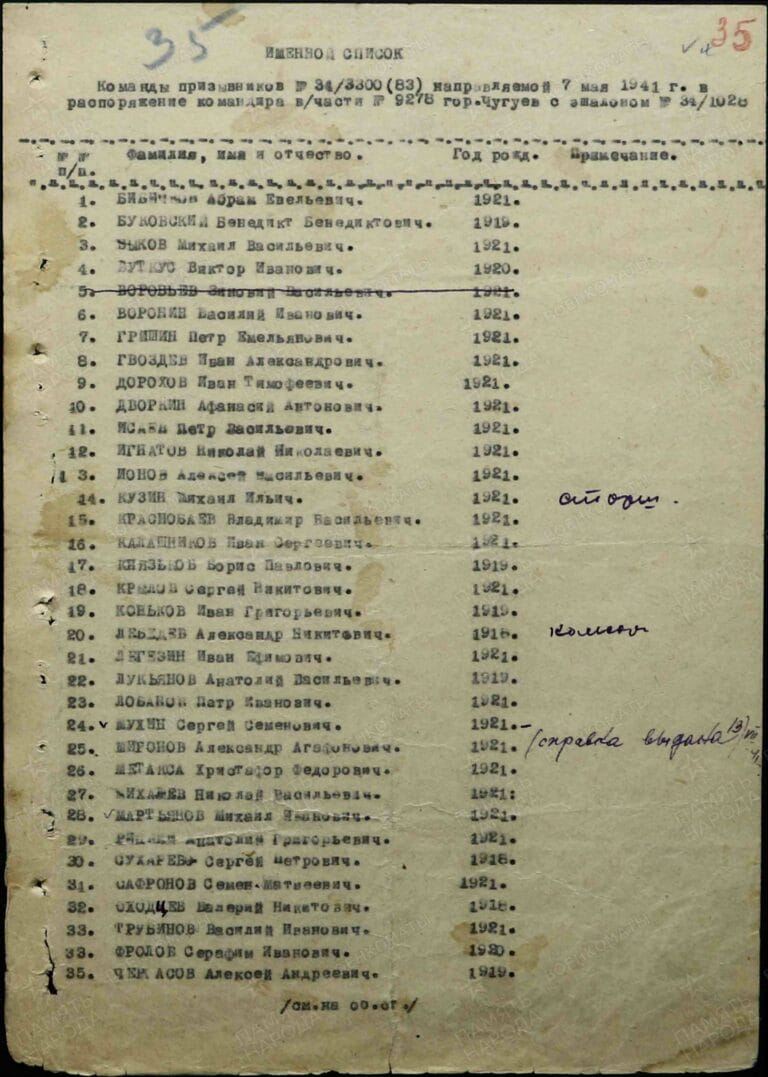 35
35
ИМЕННОЙ СПИСОК
Команды призывников № 34/3300(83) направляемой 7 мая 1941 г. в
распоряжение командира в/части № 9278 гор.Чугуев с эшалоном № 34/1028
№ № Фамилия, имя и отчество. Год рожд. Примечание.
п/п.
1. Абрам Евельевич. 1921.
2. БУКОВСКИЙ Бенедикт Бенедиктович. 1919.
3. БЫКОВ Михаил Васильевич. 1921.
4. БУТКУС Виктор Иванович. 1920.
5. ВОРОБЬЕВ Зиновий Васильевич. 1921.
6. ВОРОНИН Василий Иванович. 1921.
7. ГРИШИН Петр Емельянович. 1921.
8. ГВОЗДЕВ Иван Александрович. 1921.
9. ДОРОХОВ Иван Тимофеевич. 1921.
10. ДВОРКИН Афанасий Антонович. 1921.
11. ИСАЕВ Петр Васильевич. 1921.
12. ИГНАТОВ Николай Николаевич. 1921.
13. ИОНОВ Алексей Васильевич. 1921.
14. КУЗИН Михаил Ильич. 1921.
15. КРАСНОБАЕВ Владимир Васильевич. 1921.
16. КАЛАШНИКОВ Иван Сергеевич. 1921.
17. КНЯЗЬКОВ Борис Павлович. 1919.
18. КРЫЛОВ Сергей Никитович. 1921.
19. КОНЬКОВ Иван Григорьевич. 1919.
20. ЛЕБЕДЕВ Александр Никитович. 1918.
21. ЛЕГЕЗИН Иван Ефимович. 1921.
22. ЛУКЬЯНОВ Анатолий Васильевич. 1919.
23. ЛОБАНОВ Петр Иванович. 1921.
24. МУХИН Сергей Семенович. 1921.
25. МИРОНОВ Александр Агафонович. 1921. справка выдана
26. МЕТАКСА Христафор Федорович. 1921.
27. МИХАЛЕВ Николай Васильевич. 1921:
28. МАРТЬЯНОВ Михаил Иванович. 1921.
29. Анатолий Григорьевич. 1921.
30. СУХАРЕВ Сергей Петрович. 1918.
31. САФРОНОВ Семен Матвеевич. 1921.
32. СХОДЦЕВ Валерий Никитович. 1918.
33. ТРУБИНОВ Василий Иванович. 1921.
33. ФРОЛОВ Серафим Иванович. 1920.
35. ЧЕРКАСОВ Алексей Андреевич. 1919.
/см.на об.ст./